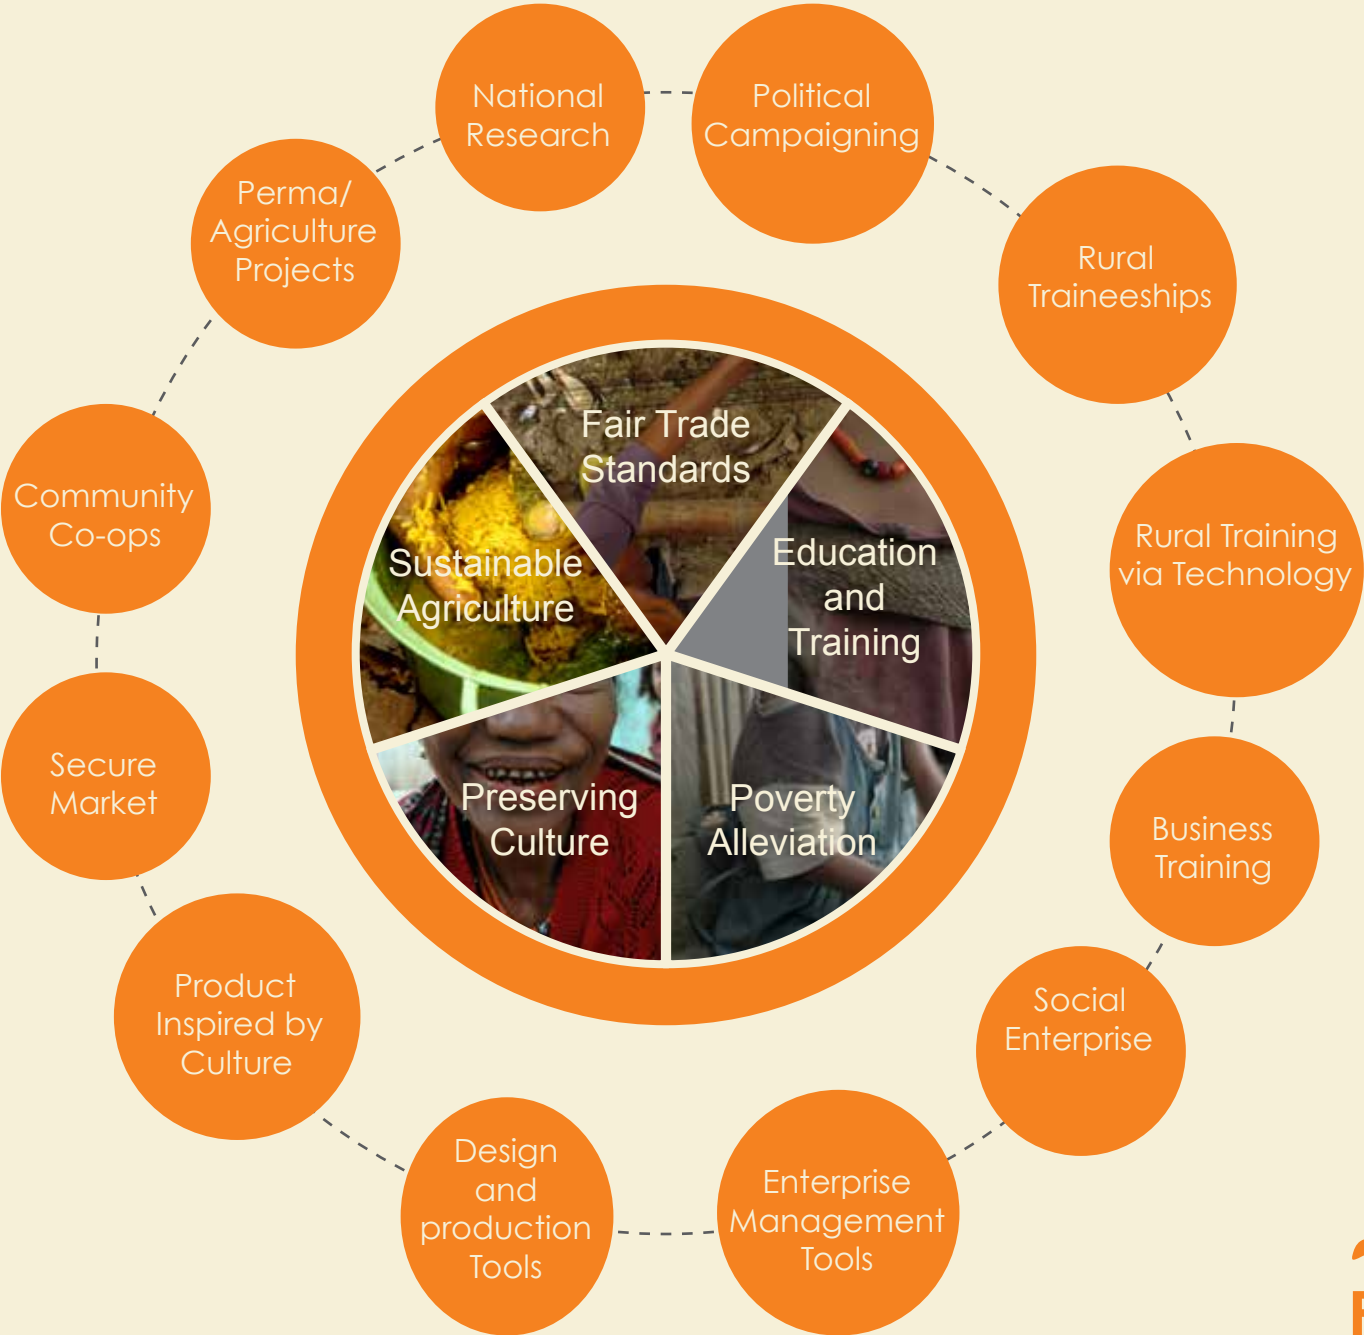 National
Research
Political
Campaigning
Perma/
Agriculture
Projects
Rural
Traineeships
Fair Trade
Standards
Community
Co-ops
Sustainable
Agriculture
Education
and
Training
Rural Training
via Technology
Secure
Market
Preserving
Culture
Poverty
Alleviation
Business
Training
Product
Inspired by
Culture
Social
Enterprise
Design
and
production
Tools
Enterprise
Management
Tools